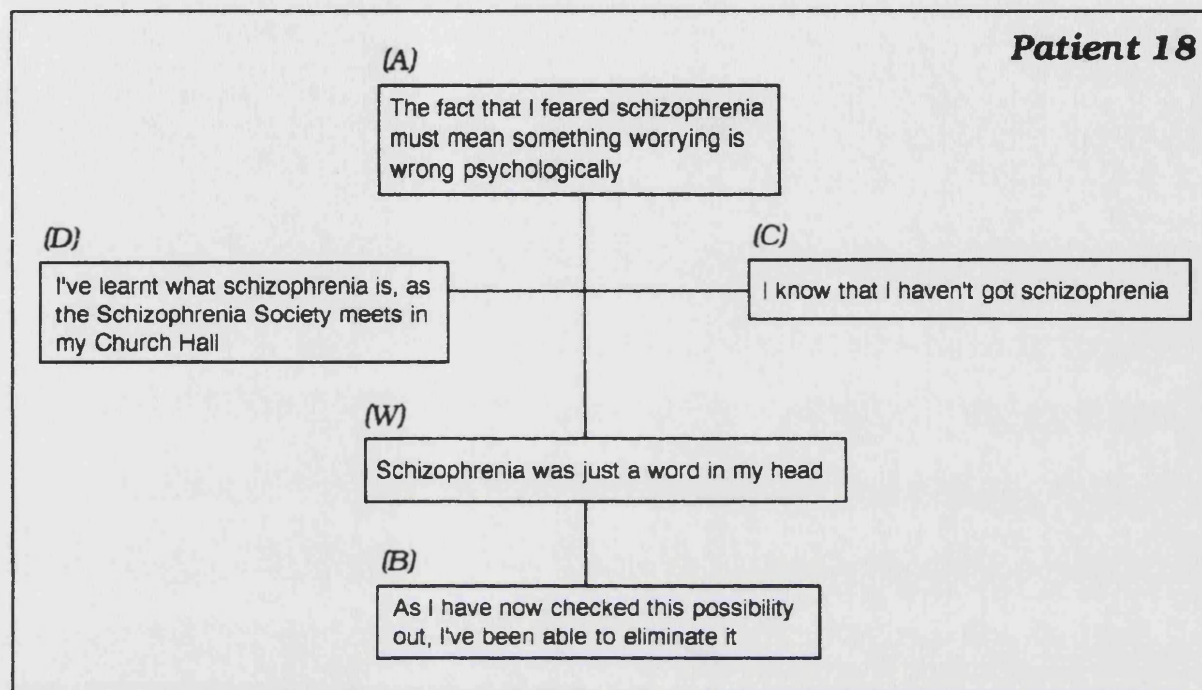 Patient 18
(A)
The fact that I feared schizophrenia
must mean something worrying is
wrong psychologically
(D)
I've learnt what schizophrenia is, as
the Schizophrenia Society meets in
my Church Hall
(C)
I know that I haven't got schizophrenia
(W)
Schizophrenia was just a word in my head
(B)
As I have now checked this possibility
out, I've been able to eliminate it